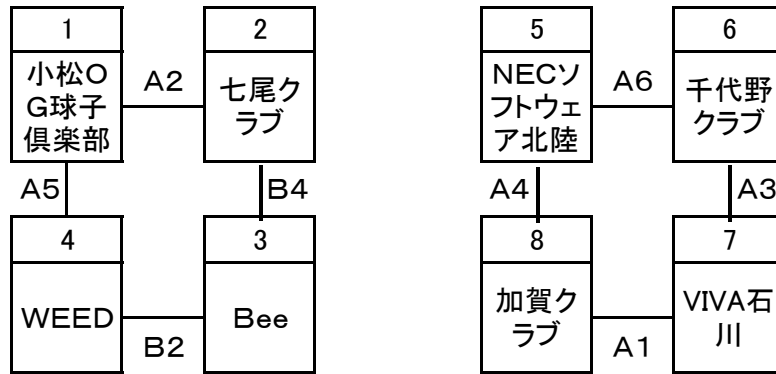 1
2
小松O
G球子
倶楽部
A2
七尾ク
ラブ
A5
B4
4
3
WEED
B2
Bee
5
6
NECソ
フトウェ
ア北陸
A6
千代野
クラブ
A4
A3
8
7
加賀ク
ラブ
A1
VIVA石
川